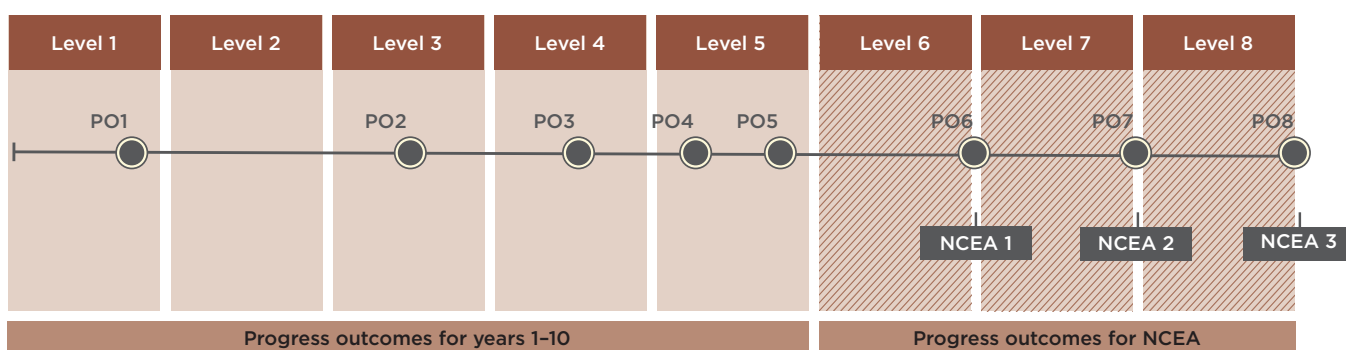 Level 1 Level 2 Level 3 Level 4 Level 5 Level 6 Level 7 Level 8
PO1 PO2 PO3 PO4 PO5 PO6 PO7 PO8
NCEA 1 NCEA 2 NCEA 3
Progress outcomes for years 1–10 Progress outcomes for NCEA